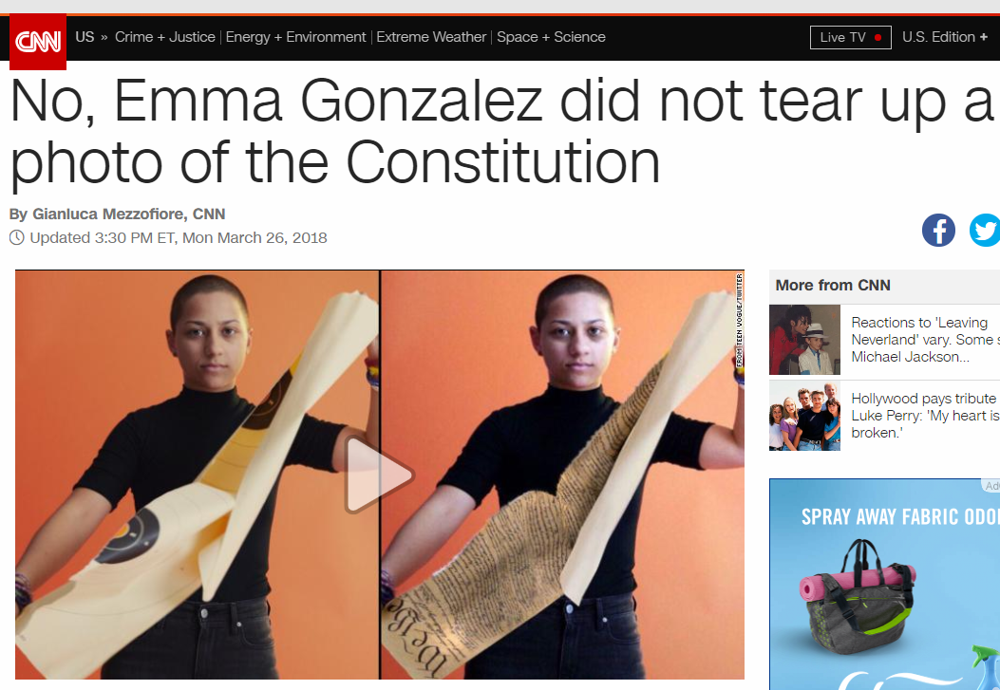 CNN
US » Crime + Justice | Energy + Environment | Extreme Weather | Space + Science
Live TV
U.S. Edition +
No, Emma Gonzalez did not tear up a
photo of the Constitution
By Gianluca Mezzofiore, CNN
Updated 3:30 PM ET, Mon March 26, 2018
FROM TEEN VOGUE/TWITTER
We the
More from CNN
Reactions to 'Leaving
Neverland' vary. Some s
Michael Jackson...
Hollywood pays tribute
Luke Perry: 'My heart is
broken.'
Ad
SPRAY AWAY FABRIC ODO